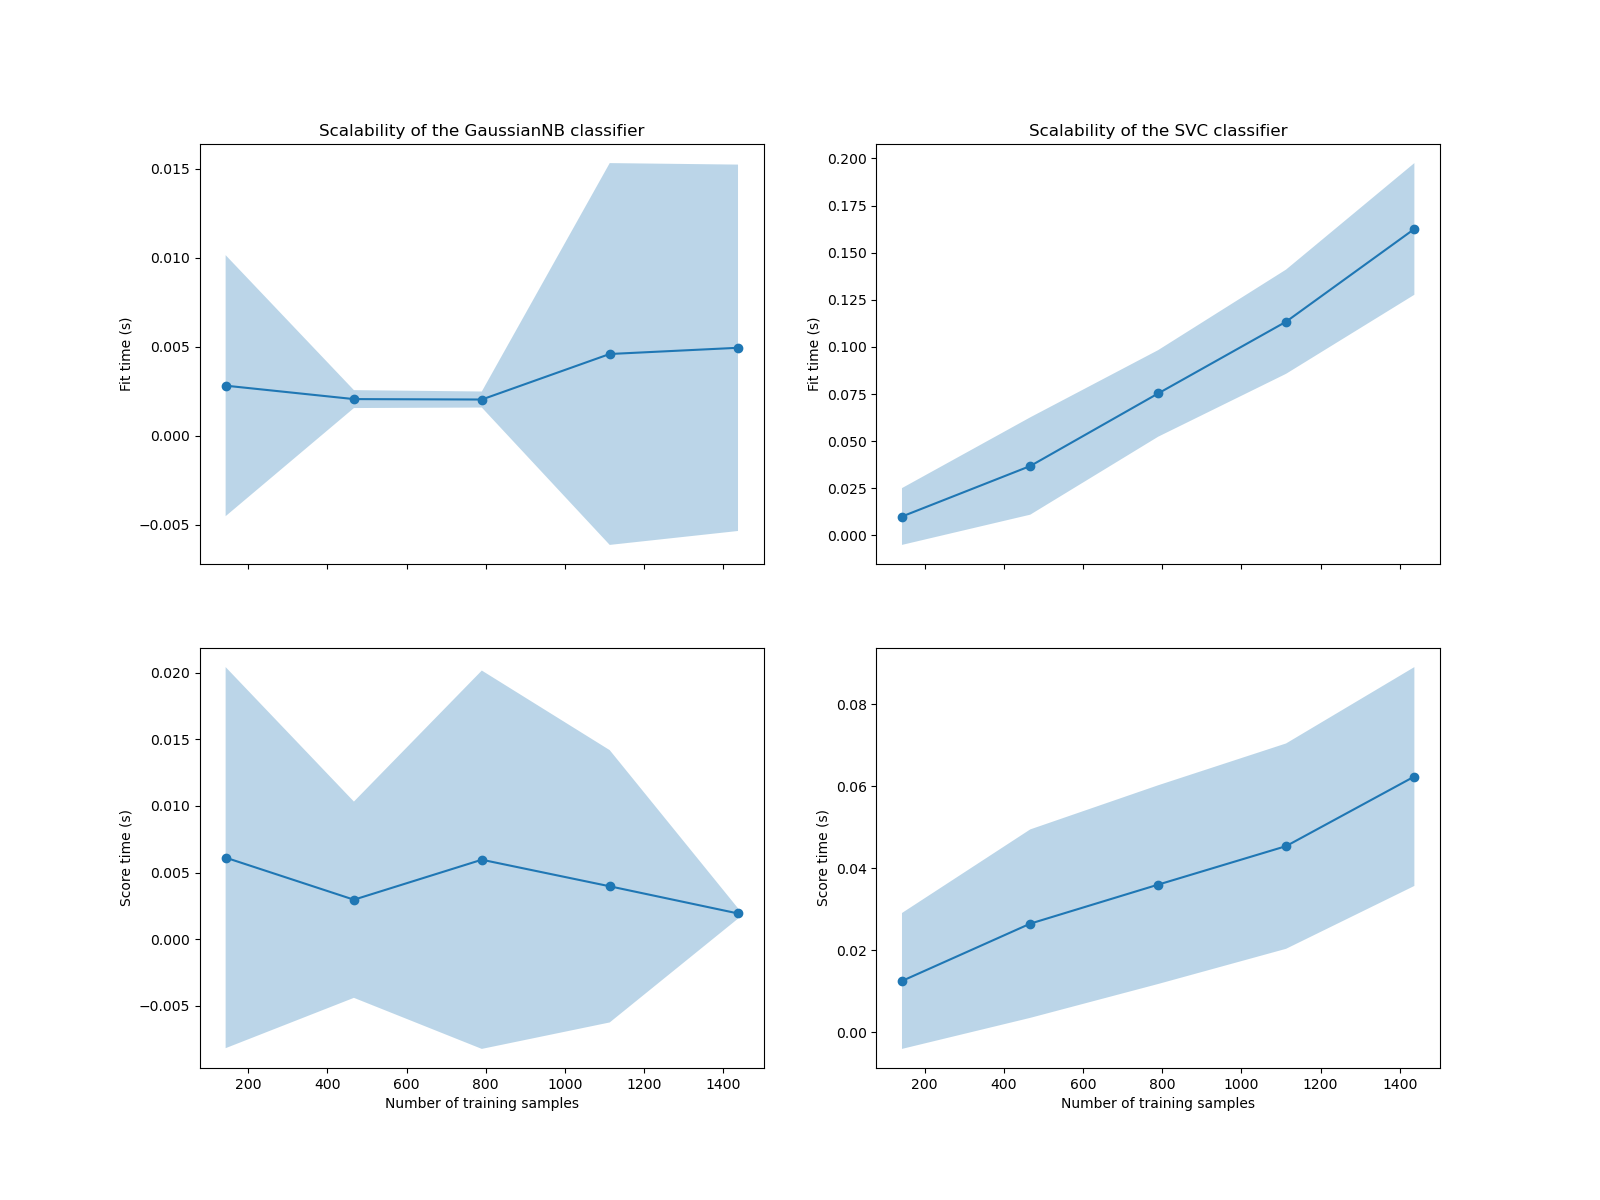 Scalability of the GaussianNB classifier
0.015
0.010
0.005
0.000
−0.005
Fit time (s)
Scalability of the SVC classifier
0.200
0.175
0.150
0.125
0.100
0.075
0.050
0.025
0.000
Fit time (s)
0.020
0.015
0.010
0.005
0.000
−0.005
Score time (s)
200 400 600 800 1000 1200 1400
Number of training samples
0.08
0.06
0.04
0.02
0.00
Score time (s)
200 400 600 800 1000 1200 1400
Number of training samples